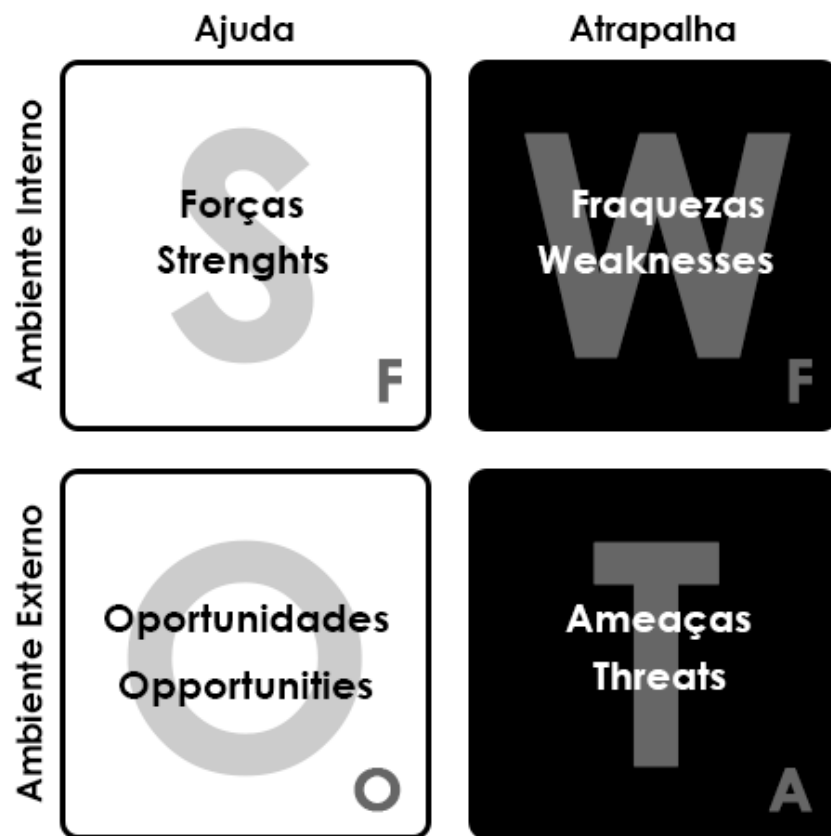 Ajuda
Atrapalha
Ambiente Interno
S
Forças
Strenghts
F
W
Fraquezas
Weaknesses
F
Ambiente Externo
O
Oportunidades
Opportunities
O
T
Ameaças
Threats
A